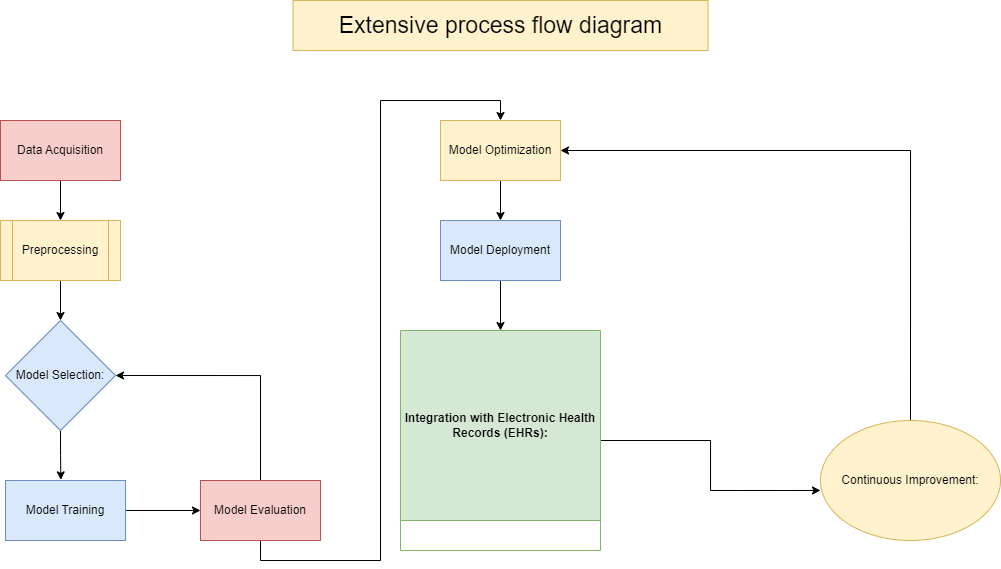 Extensive process flow diagram
Data Acquisition
Preprocessing
Model Selection:
Model Training
Model Evaluation
Model Optimization
Model Deployment
Integration with Electronic Health
Records (EHRs):
Continuous Improvement: